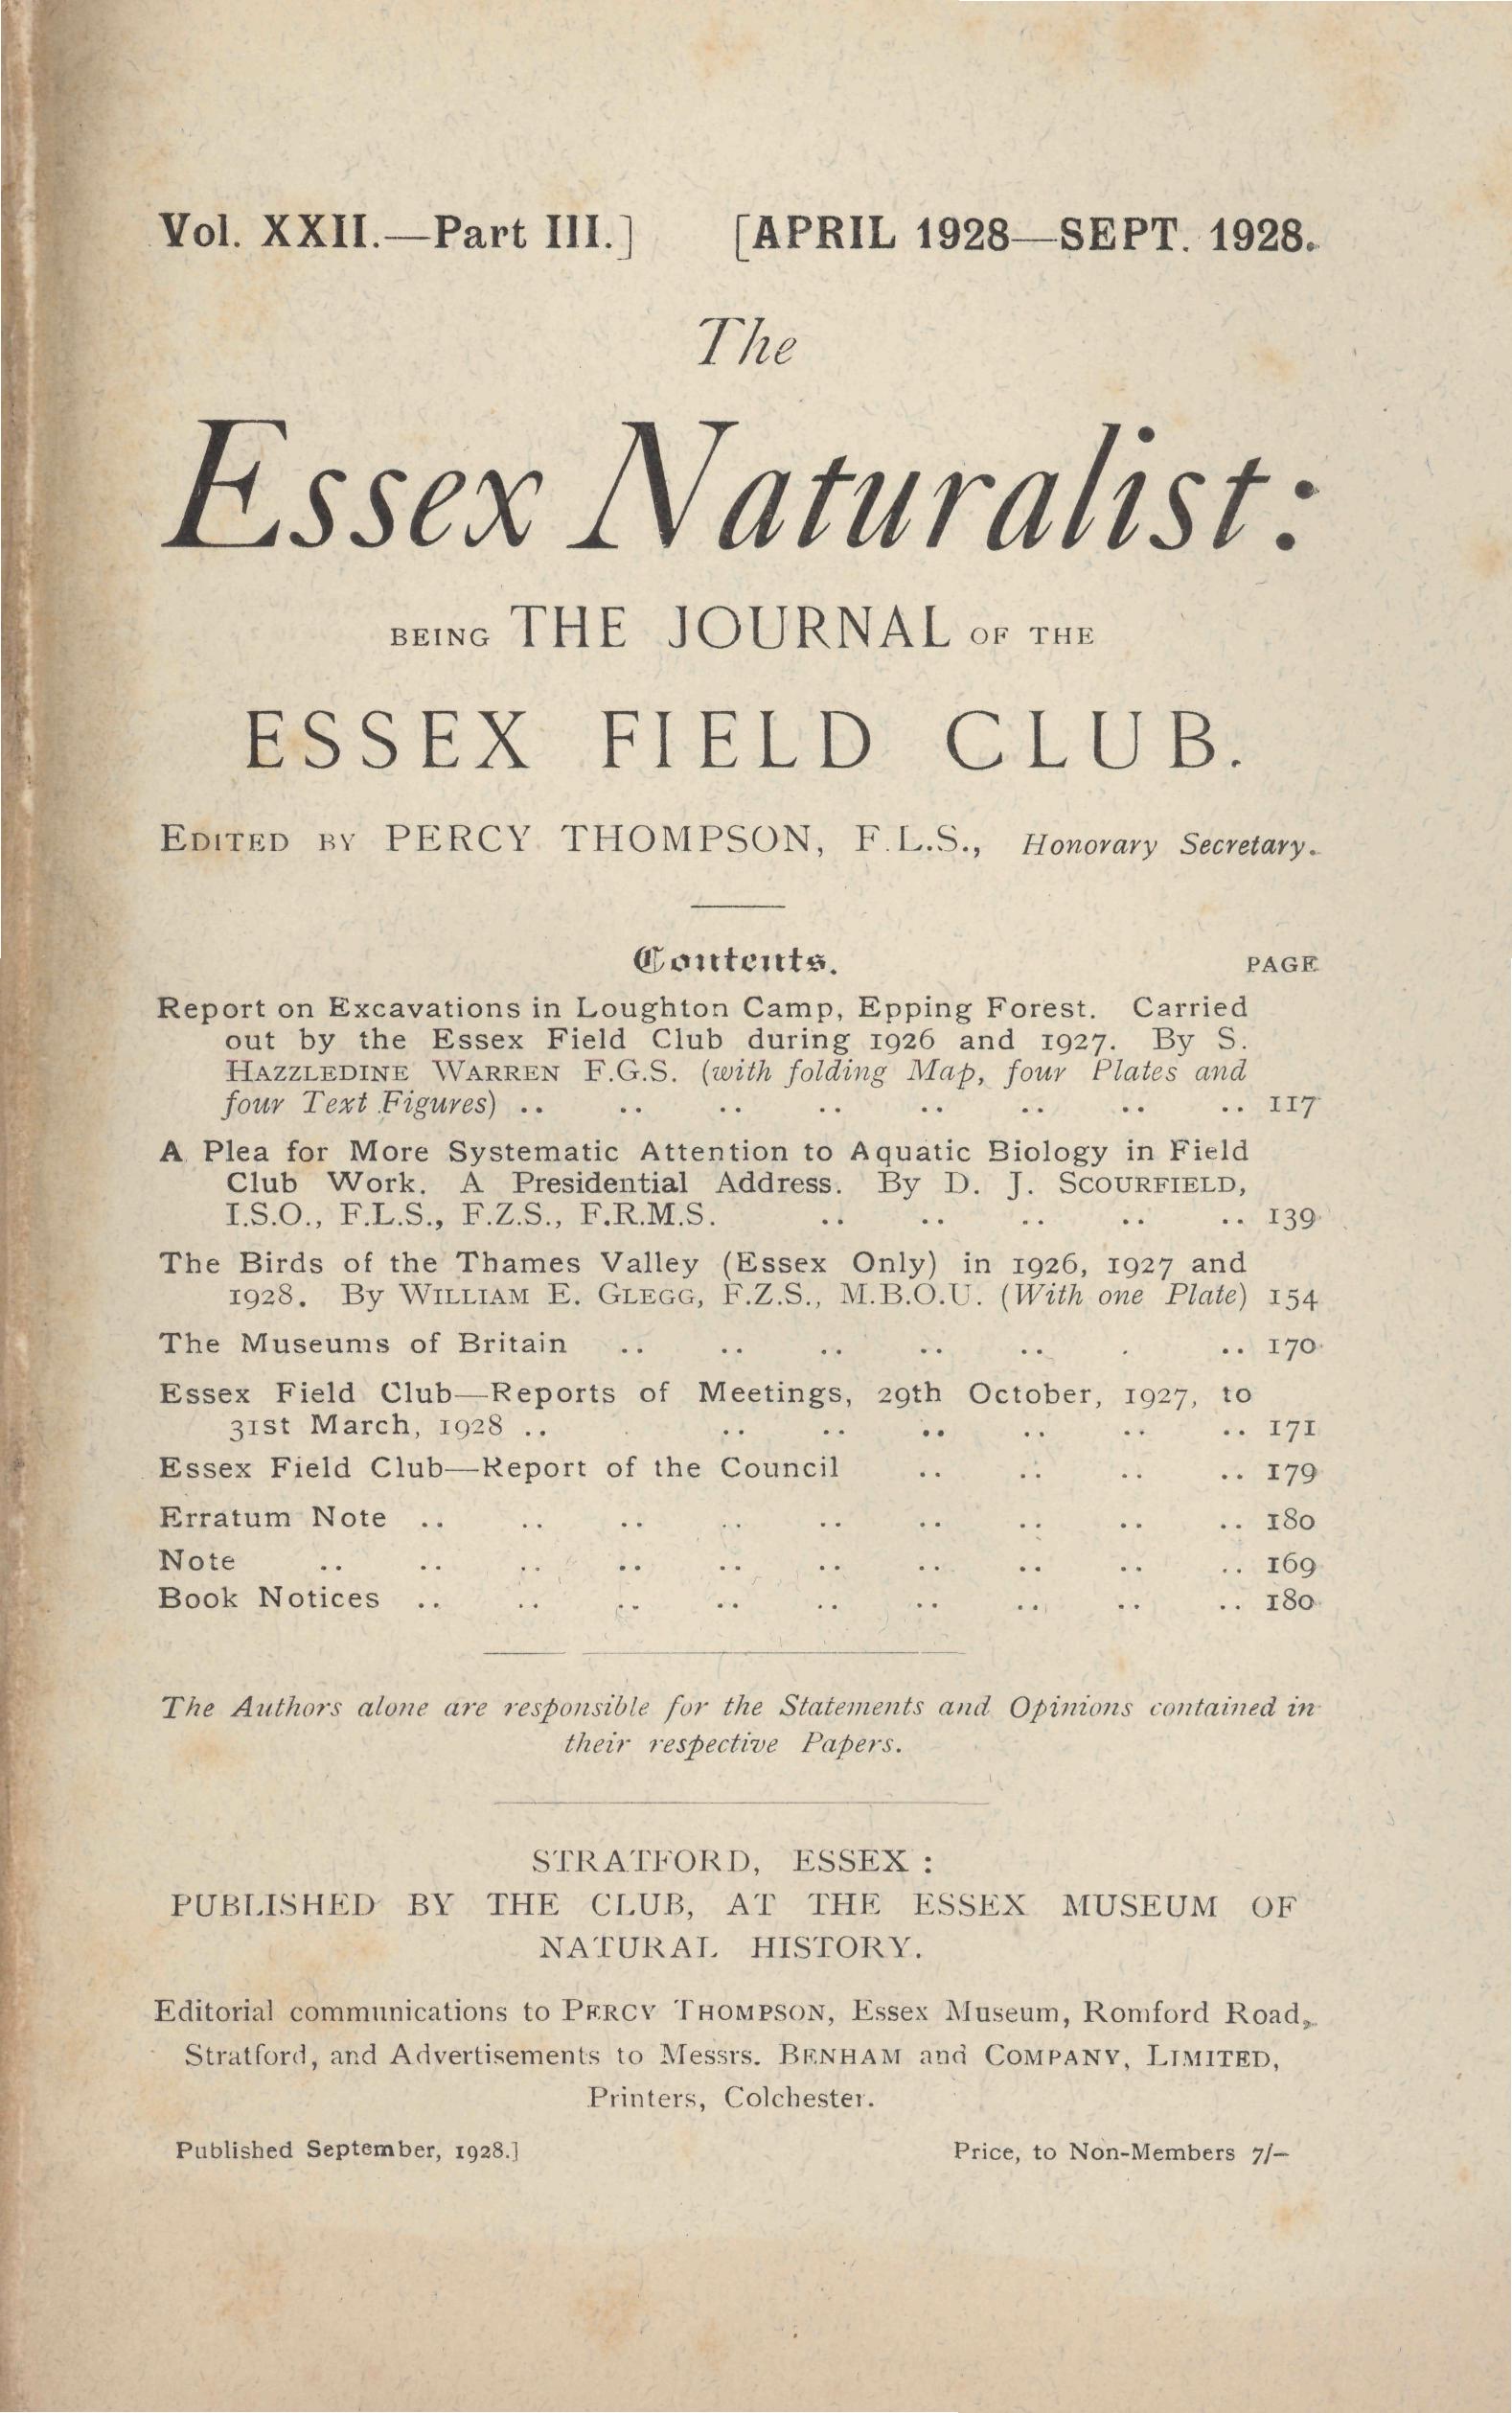 Vol. XXII.—Part III.] [APRIL 1928—SEPT. 1928.
The
Essex Naturalist:
BEING THE JOURNAL OF THE
ESSEX FIELD CLUB.
EDITED BY PERCY THOMPSON, F.L.S., Honorary Secretary.
Contents. PAGE
Report on Excavations in Loughton Camp, Epping Forest. Carried
out by the Essex Field Club during 1926 and 1927. By S.
HAZZLEDINE WARREN F.G.S. (with folding Map, four Plates and
four Text Figures) .. .. .. .. .. .. .. .. 117
A Plea for More Systematic Attention to Aquatic Biology in Field
Club Work. A Presidential Address. By D. J. SCOURFIELD,
I.S.O., F.L.S., F.Z.S., F.R.M.S. .. .. .. .. .. 139
The Birds of the Thames Valley (Essex Only) in 1926, 1927 and
1928. By WILLIAM E. GLEGG, F.Z.S., M.B.O.U. (With one Plate) 154
The Museums of Britain .. .. .. .. .. . .. 170
Essex Field Club—Reports of Meetings, 29th October, 1927, to
31st March, 1928 .. .. .. .. .. .. .. 171
Essex Field Club—Report of the Council .. .. .. .. 179
Erratum Note .. .. .. .. .. .. .. .. .. 180
Note .. .. .. .. .. .. .. .. .. .. 169
Book Notices .. .. .. .. .. .. .. .. .. 180
The Authors alone are responsible for the Statements and Opinions contained in
their respective Papers.
STRATFORD, ESSEX :
PUBLISHED BY THE CLUB, AT THE ESSEX MUSEUM OF
NATURAL HISTORY.
Editorial communications to PERCY THOMPSON, Essex Museum, Romford Road,
Stratford, and Advertisements to Messrs. BENHAM and COMPANY, LIMITED,
Printers, Colchester.
Published September, 1928.] Price, to Non-Members 7/–